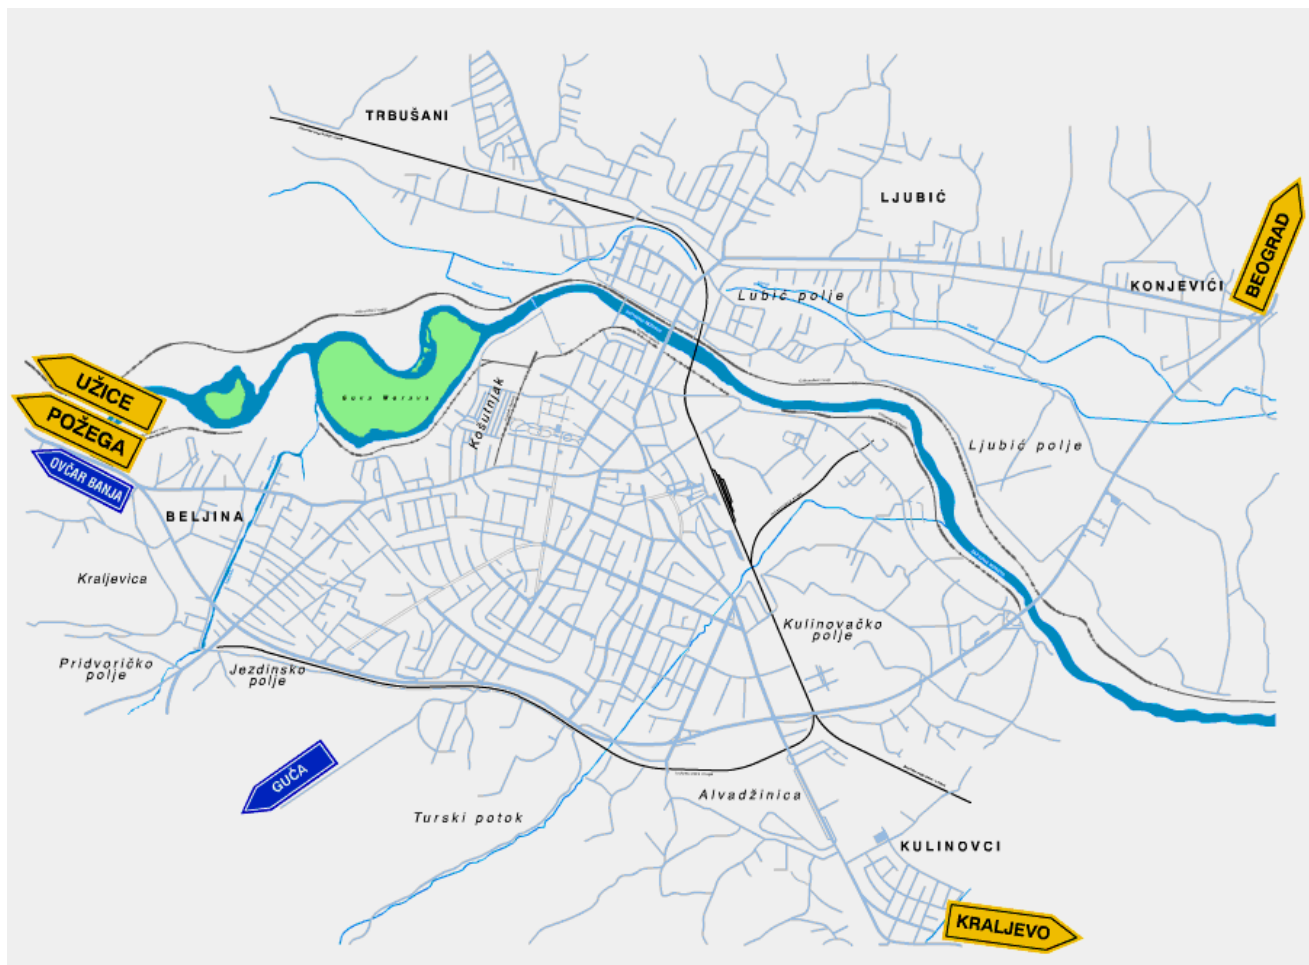 TRBUŠANI
LJUBIĆ
BEOGRAD
KONJEVIĆI
Lubić polje
UŽICE
POŽEGA
OVČAR BANJA
Košutnjak
Ljubić polje
BELJINA
Kraljevica
Kulinovačko
polje
Pridvoričko
polje
Jezdinsko
polje
GUČA
Alvadžinica
Turski potok
KULINOVCI
KRALJEVO